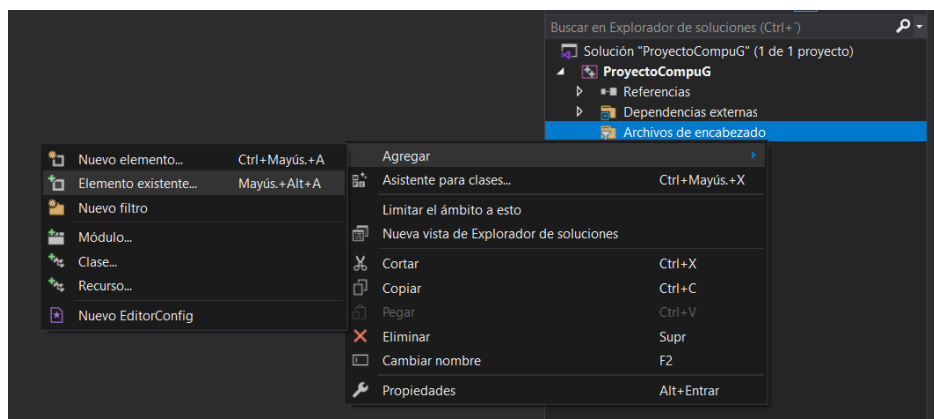 Buscar en Explorador de soluciones (Ctrl+´)
Solución "ProyectoCompuG" (1 de 1 proyecto)
ProyectoCompuG
Referencias
Dependencias externas
Archivos de encabezado
Agregar
Asistente para clases... Ctrl+Mayús.+X
Limitar el ámbito a esto
Nueva vista de Explorador de soluciones
Cortar Ctrl+X
Copiar Ctrl+C
Pegar Ctrl+V
Eliminar Supr
Cambiar nombre F2
Propiedades Alt+Entrar
Nuevo elemento... Ctrl+Mayús.+A
Elemento existente... Mayús.+Alt+A
Nuevo filtro
Módulo...
Clase...
Recurso...
Nuevo EditorConfig